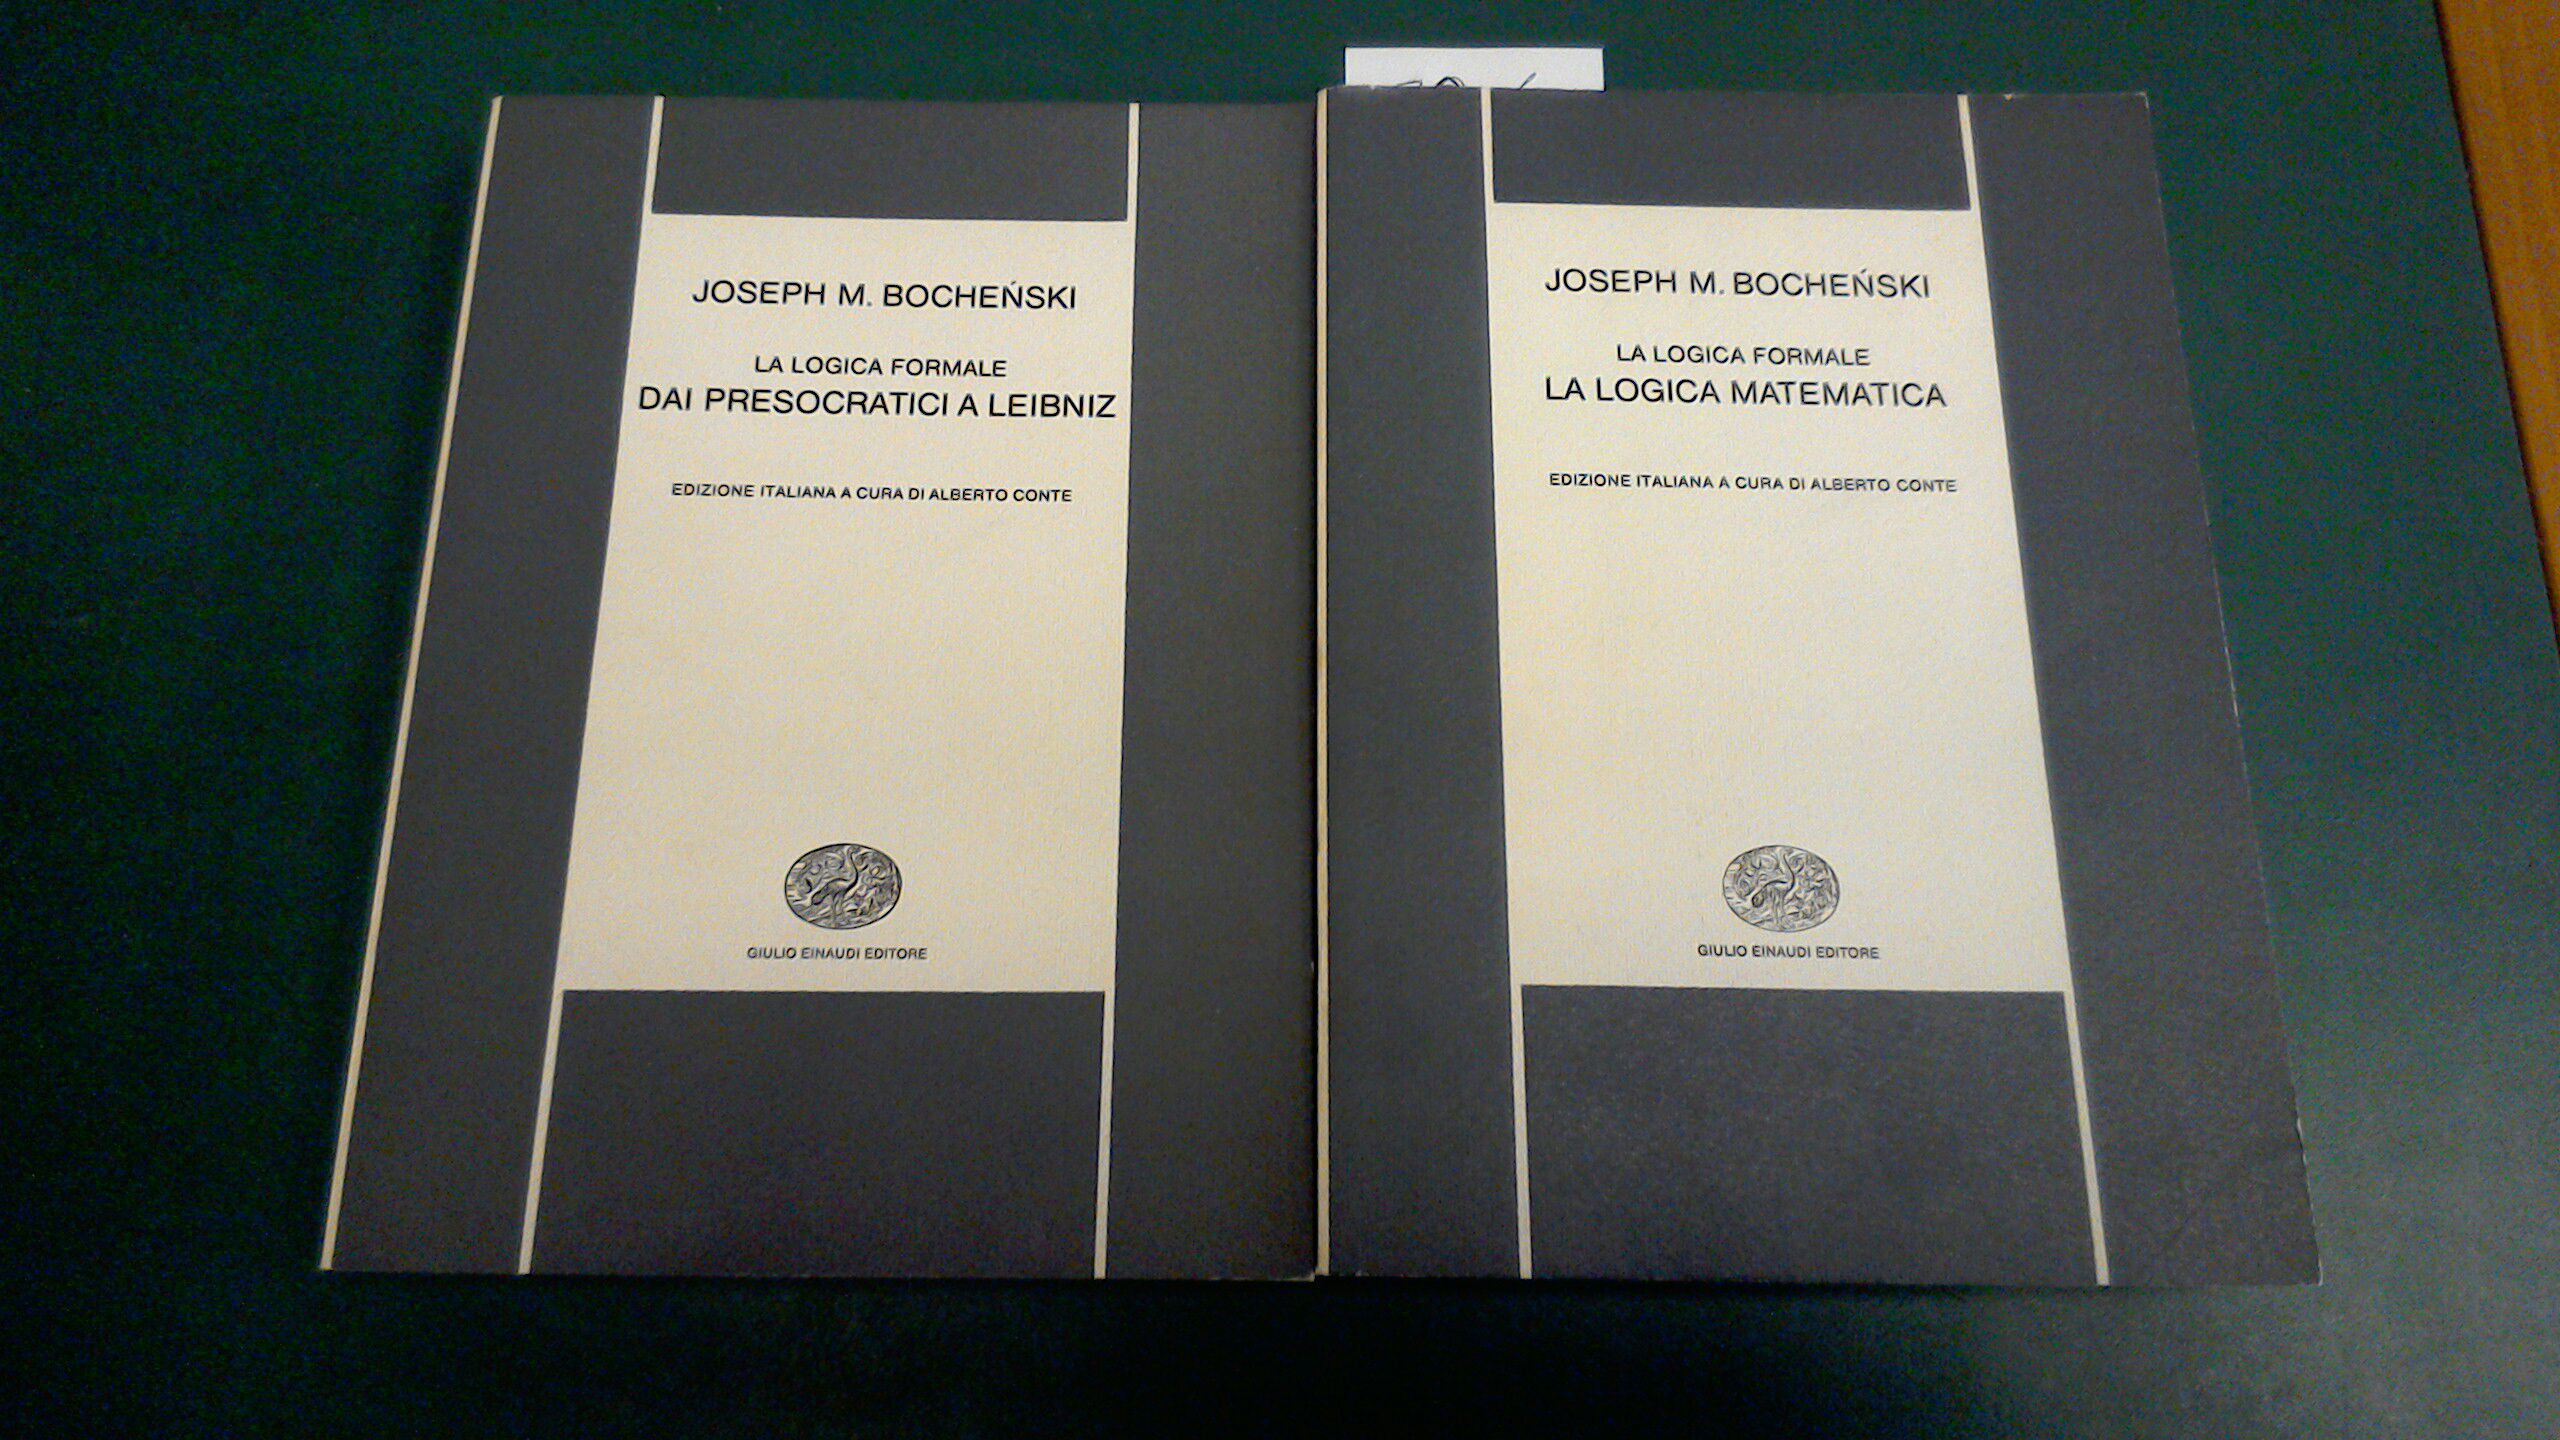 JOSEPH M. BOCHEŃSKI
LA LOGICA FORMALE
DAI PRESOCRATICI A LEIBNIZ
EDIZIONE ITALIANA A CURA DI ALBERTO CONTE
GIULIO EINAUDI EDITORE
JOSEPH M. BOCHEŃSKI
LA LOGICA FORMALE
LA LOGICA MATEMATICA
EDIZIONE ITALIANA A CURA DI ALBERTO CONTE
GIULIO EINAUDI EDITORE